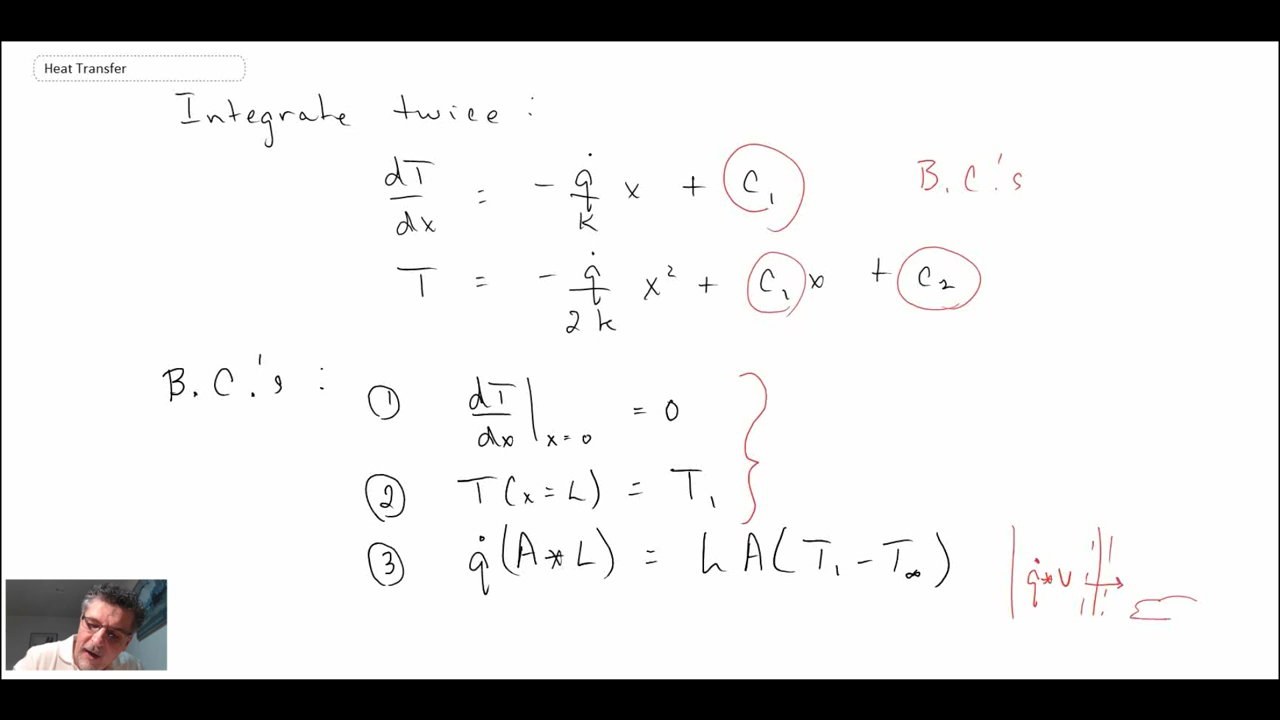 Heat Transfer
Integrate twice :
dT/dx = - q̇/k x + C₁
B.C.'s
T = - q̇/2k x² + C₁x + C₂
B.C.'s :
① dT/dx |x=0 = 0
② T(x=L) = T₁
③ q̇(A*L) = hA(T₁-T∞)
q̇*V